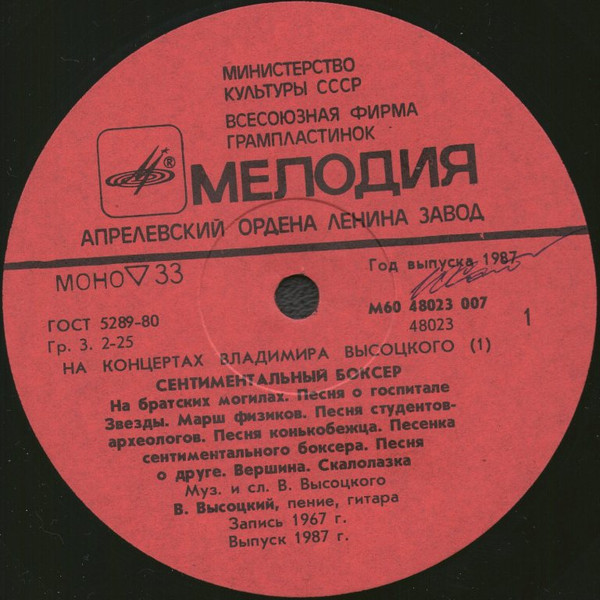 МИНИСТЕРСТВО
КУЛЬТУРЫ СССР
ВСЕСОЮЗНАЯ ФИРМА
ГРАМПЛАСТИНОК
® МЕЛОДИЯ
АПРЕЛЕВСКИЙ ОРДЕНА ЛЕНИНА ЗАВОД
МОНО ▽ 33
Год выпуска 1987
ГОСТ 5289-80
М60 48023 007
Гр. 3. 2-25
48023
1
НА КОНЦЕРТАХ ВЛАДИМИРА ВЫСОЦКОГО (1)
СЕНТИМЕНТАЛЬНЫЙ БОКСЕР
На братских могилах. Песня о госпитале
Звезды. Марш физиков. Песня студентов-
археологов. Песня конькобежца. Песенка
сентиментального боксера. Песня
о друге. Вершина. Скалолазка
Муз. и сл. В. Высоцкого
В. Высоцкий, пение, гитара
Запись 1967 г.
Выпуск 1987 г.